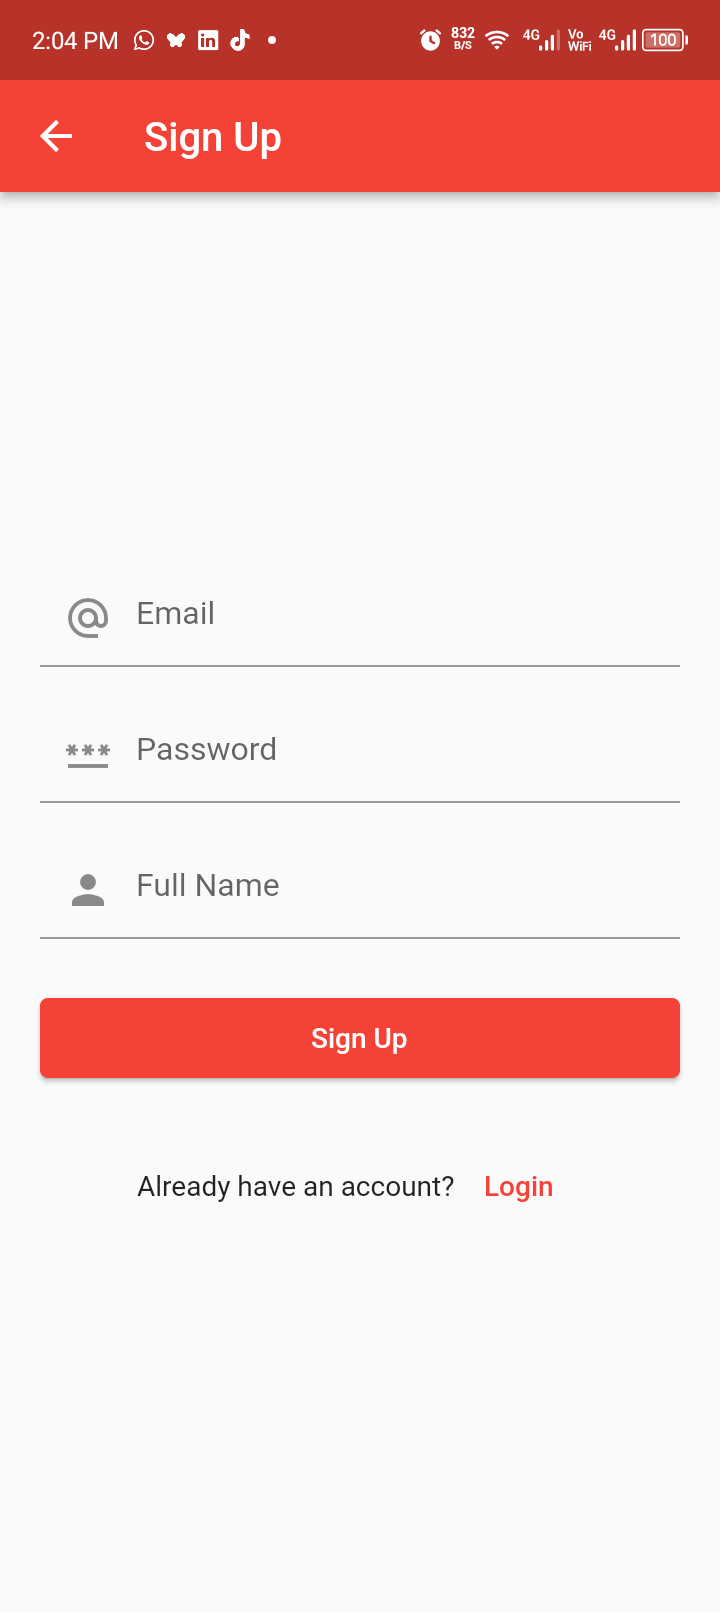 2:04 PM 832 B/S 4G Vo WiFi 4G 100
Sign Up
Email
*** Password
Full Name
Sign Up
Already have an account? Login